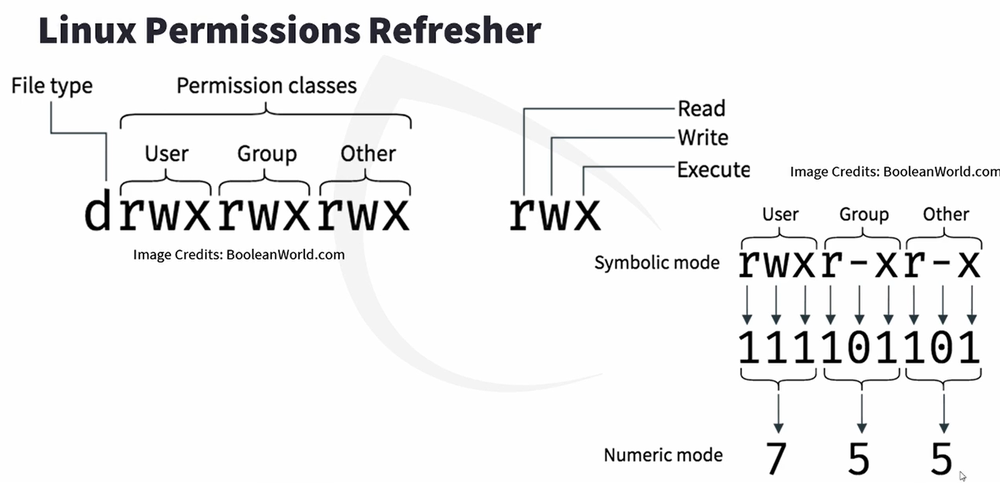 Linux Permissions Refresher
File type
Permission classes
User Group Other
drwxrwxrwx
Image Credits: BooleanWorld.com
Read
Write
Execute
rwx
Image Credits: BooleanWorld.com
User Group Other
Symbolic mode rwxr-xr-x
111101101
Numeric mode 7 5 5